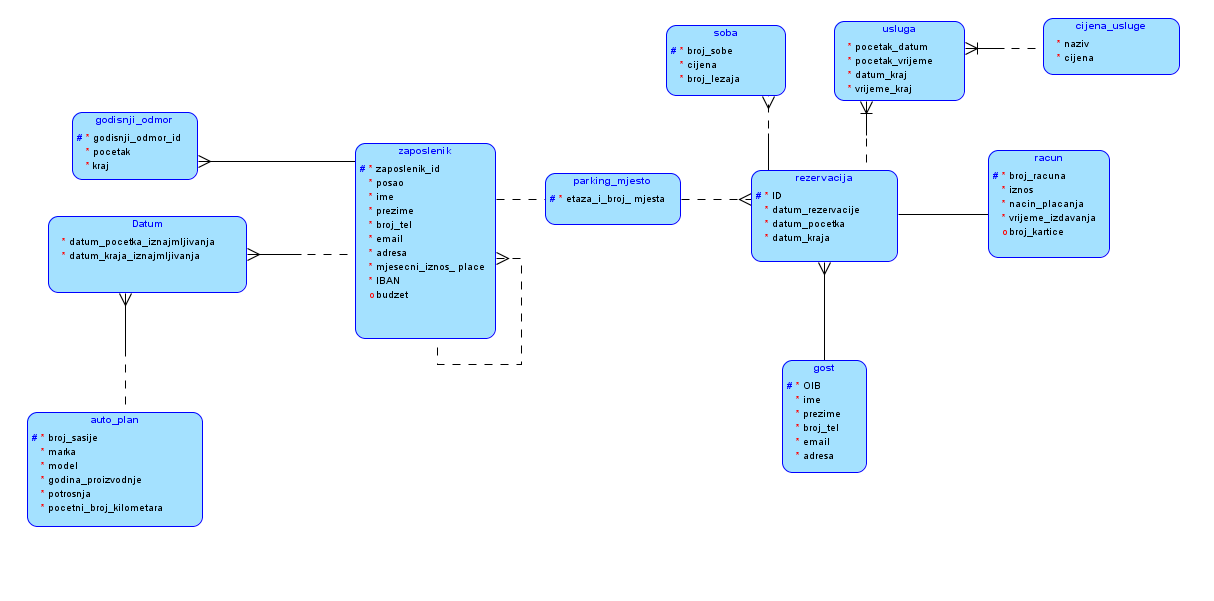 soba
# * broj_sobe
* cijena
* broj_lezaja
usluga
* pocetak_datum
* pocetak_vrijeme
* datum_kraj
* vrijeme_kraj
cijena_usluge
* naziv
* cijena
godisnji_odmor
# * godisnji_odmor_id
* pocetak
* kraj
zaposlenik
# * zaposlenik_id
* posao
* ime
* prezime
* broj_tel
* email
* adresa
* mjesecni_iznos_ place
* IBAN
o budzet
parking_mjesto
# * etaza_i_broj_ mjesta
rezervacija
# * ID
* datum_rezervacije
* datum_pocetka
* datum_kraja
racun
# * broj_racuna
* iznos
* nacin_placanja
* vrijeme_izdavanja
o broj_kartice
Datum
* datum_pocetka_iznajmljivanja
* datum_kraja_iznajmljivanja
gost
# * OIB
* ime
* prezime
* broj_tel
* email
* adresa
auto_plan
# * broj_sasije
* marka
* model
* godina_proizvodnje
* potrosnja
* pocetni_broj_kilometara